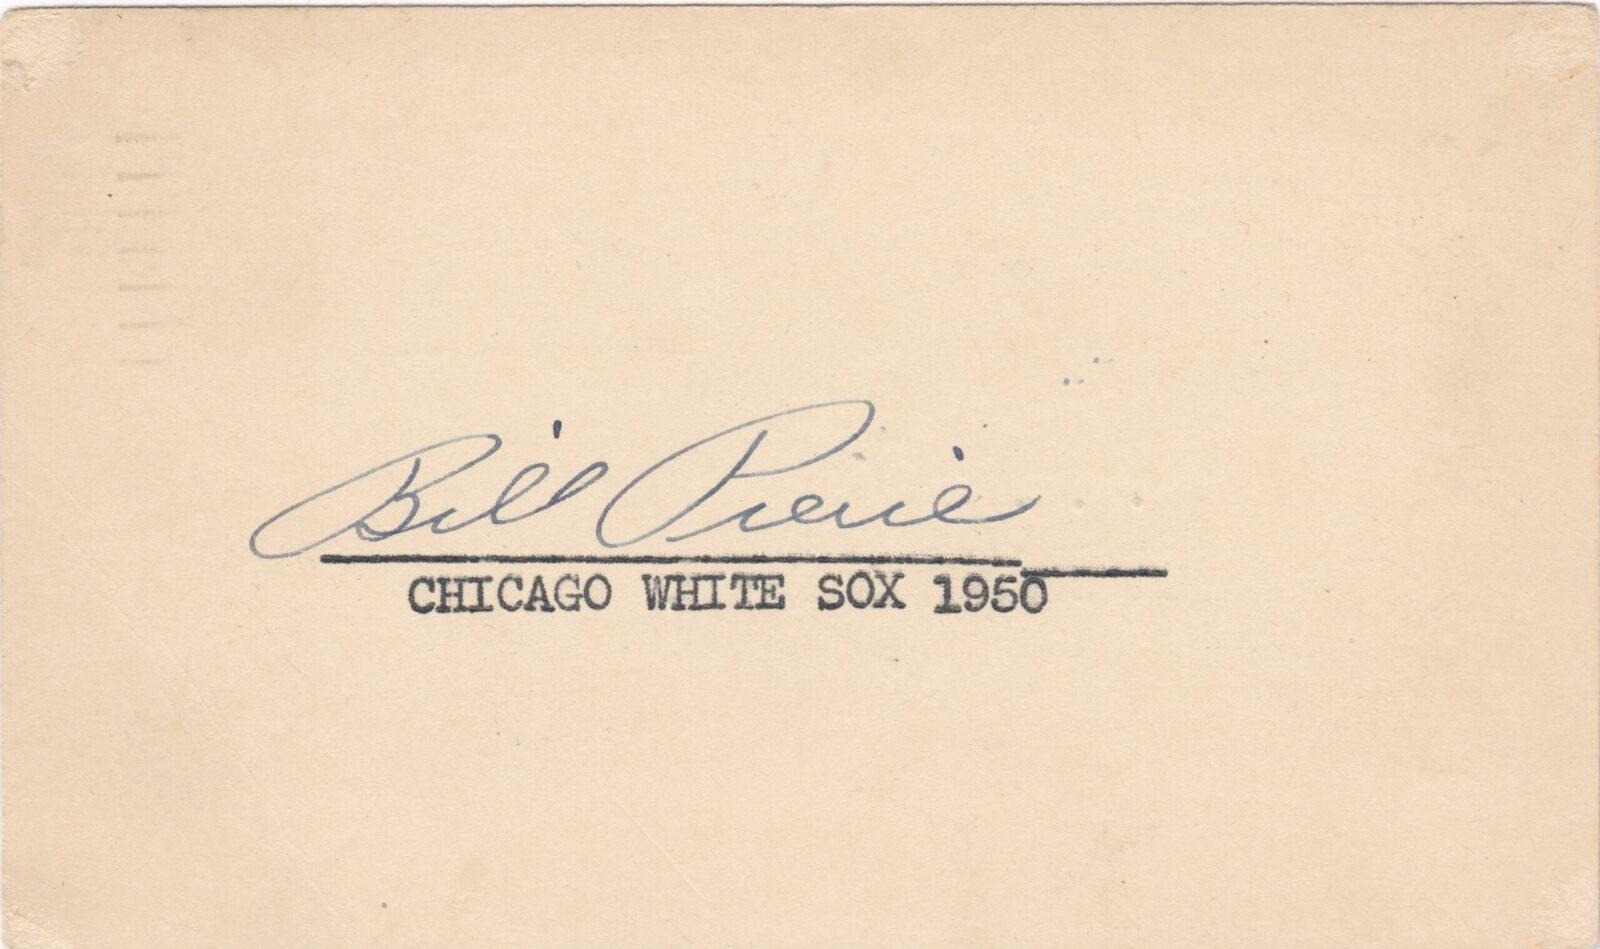 Bill Pierce
CHICAGO WHITE SOX 1950